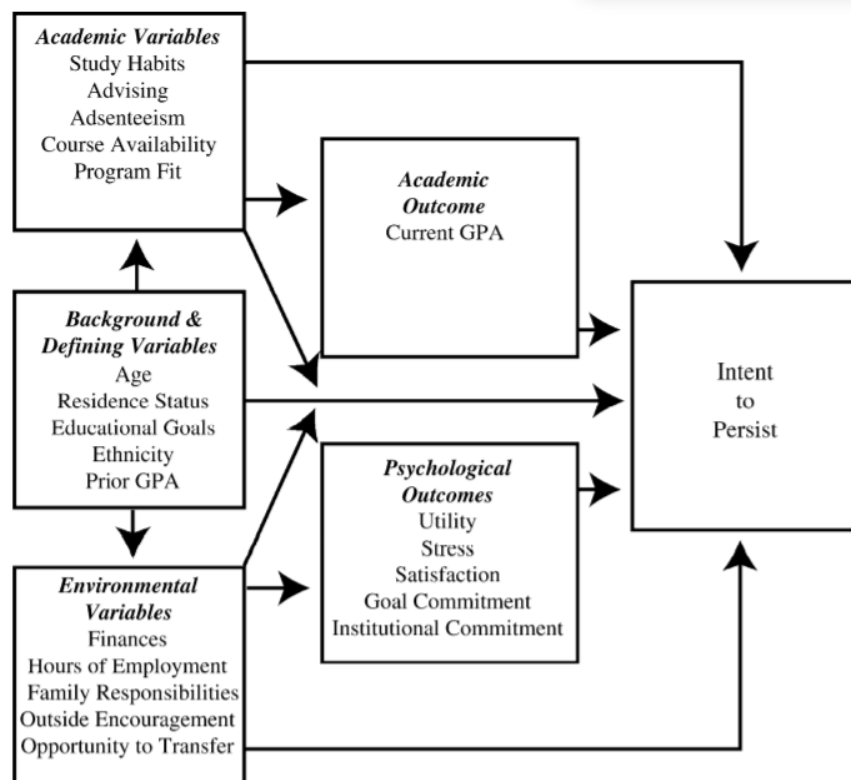 Academic Variables
Study Habits
Advising
Adsenteeism
Course Availability
Program Fit
Academic
Outcome
Current GPA
Background &
Defining Variables
Age
Residence Status
Educational Goals
Ethnicity
Prior GPA
Intent
to
Persist
Psychological
Outcomes
Utility
Stress
Satisfaction
Goal Commitment
Institutional Commitment
Environmental
Variables
Finances
Hours of Employment
Family Responsibilities
Outside Encouragement
Opportunity to Transfer